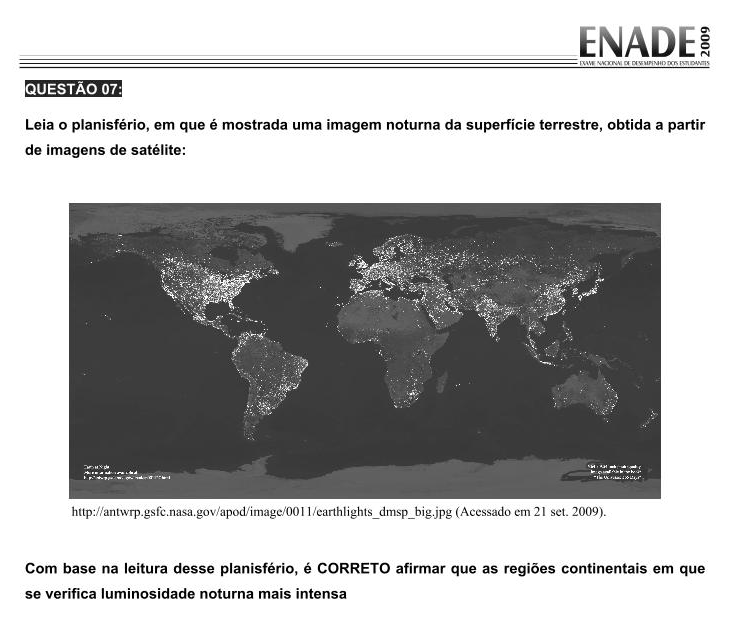 ENADE 2009
EXAME NACIONAL DE DESEMPENHO DOS ESTUDANTES
QUESTÃO 07:
Leia o planisfério, em que é mostrada uma imagem noturna da superfície terrestre, obtida a partir
de imagens de satélite:
http://antwrp.gsfc.nasa.gov/apod/image/0011/earthlights_dmsp_big.jpg (Acessado em 21 set. 2009).
Com base na leitura desse planisfério, é CORRETO afirmar que as regiões continentais em que
se verifica luminosidade noturna mais intensa